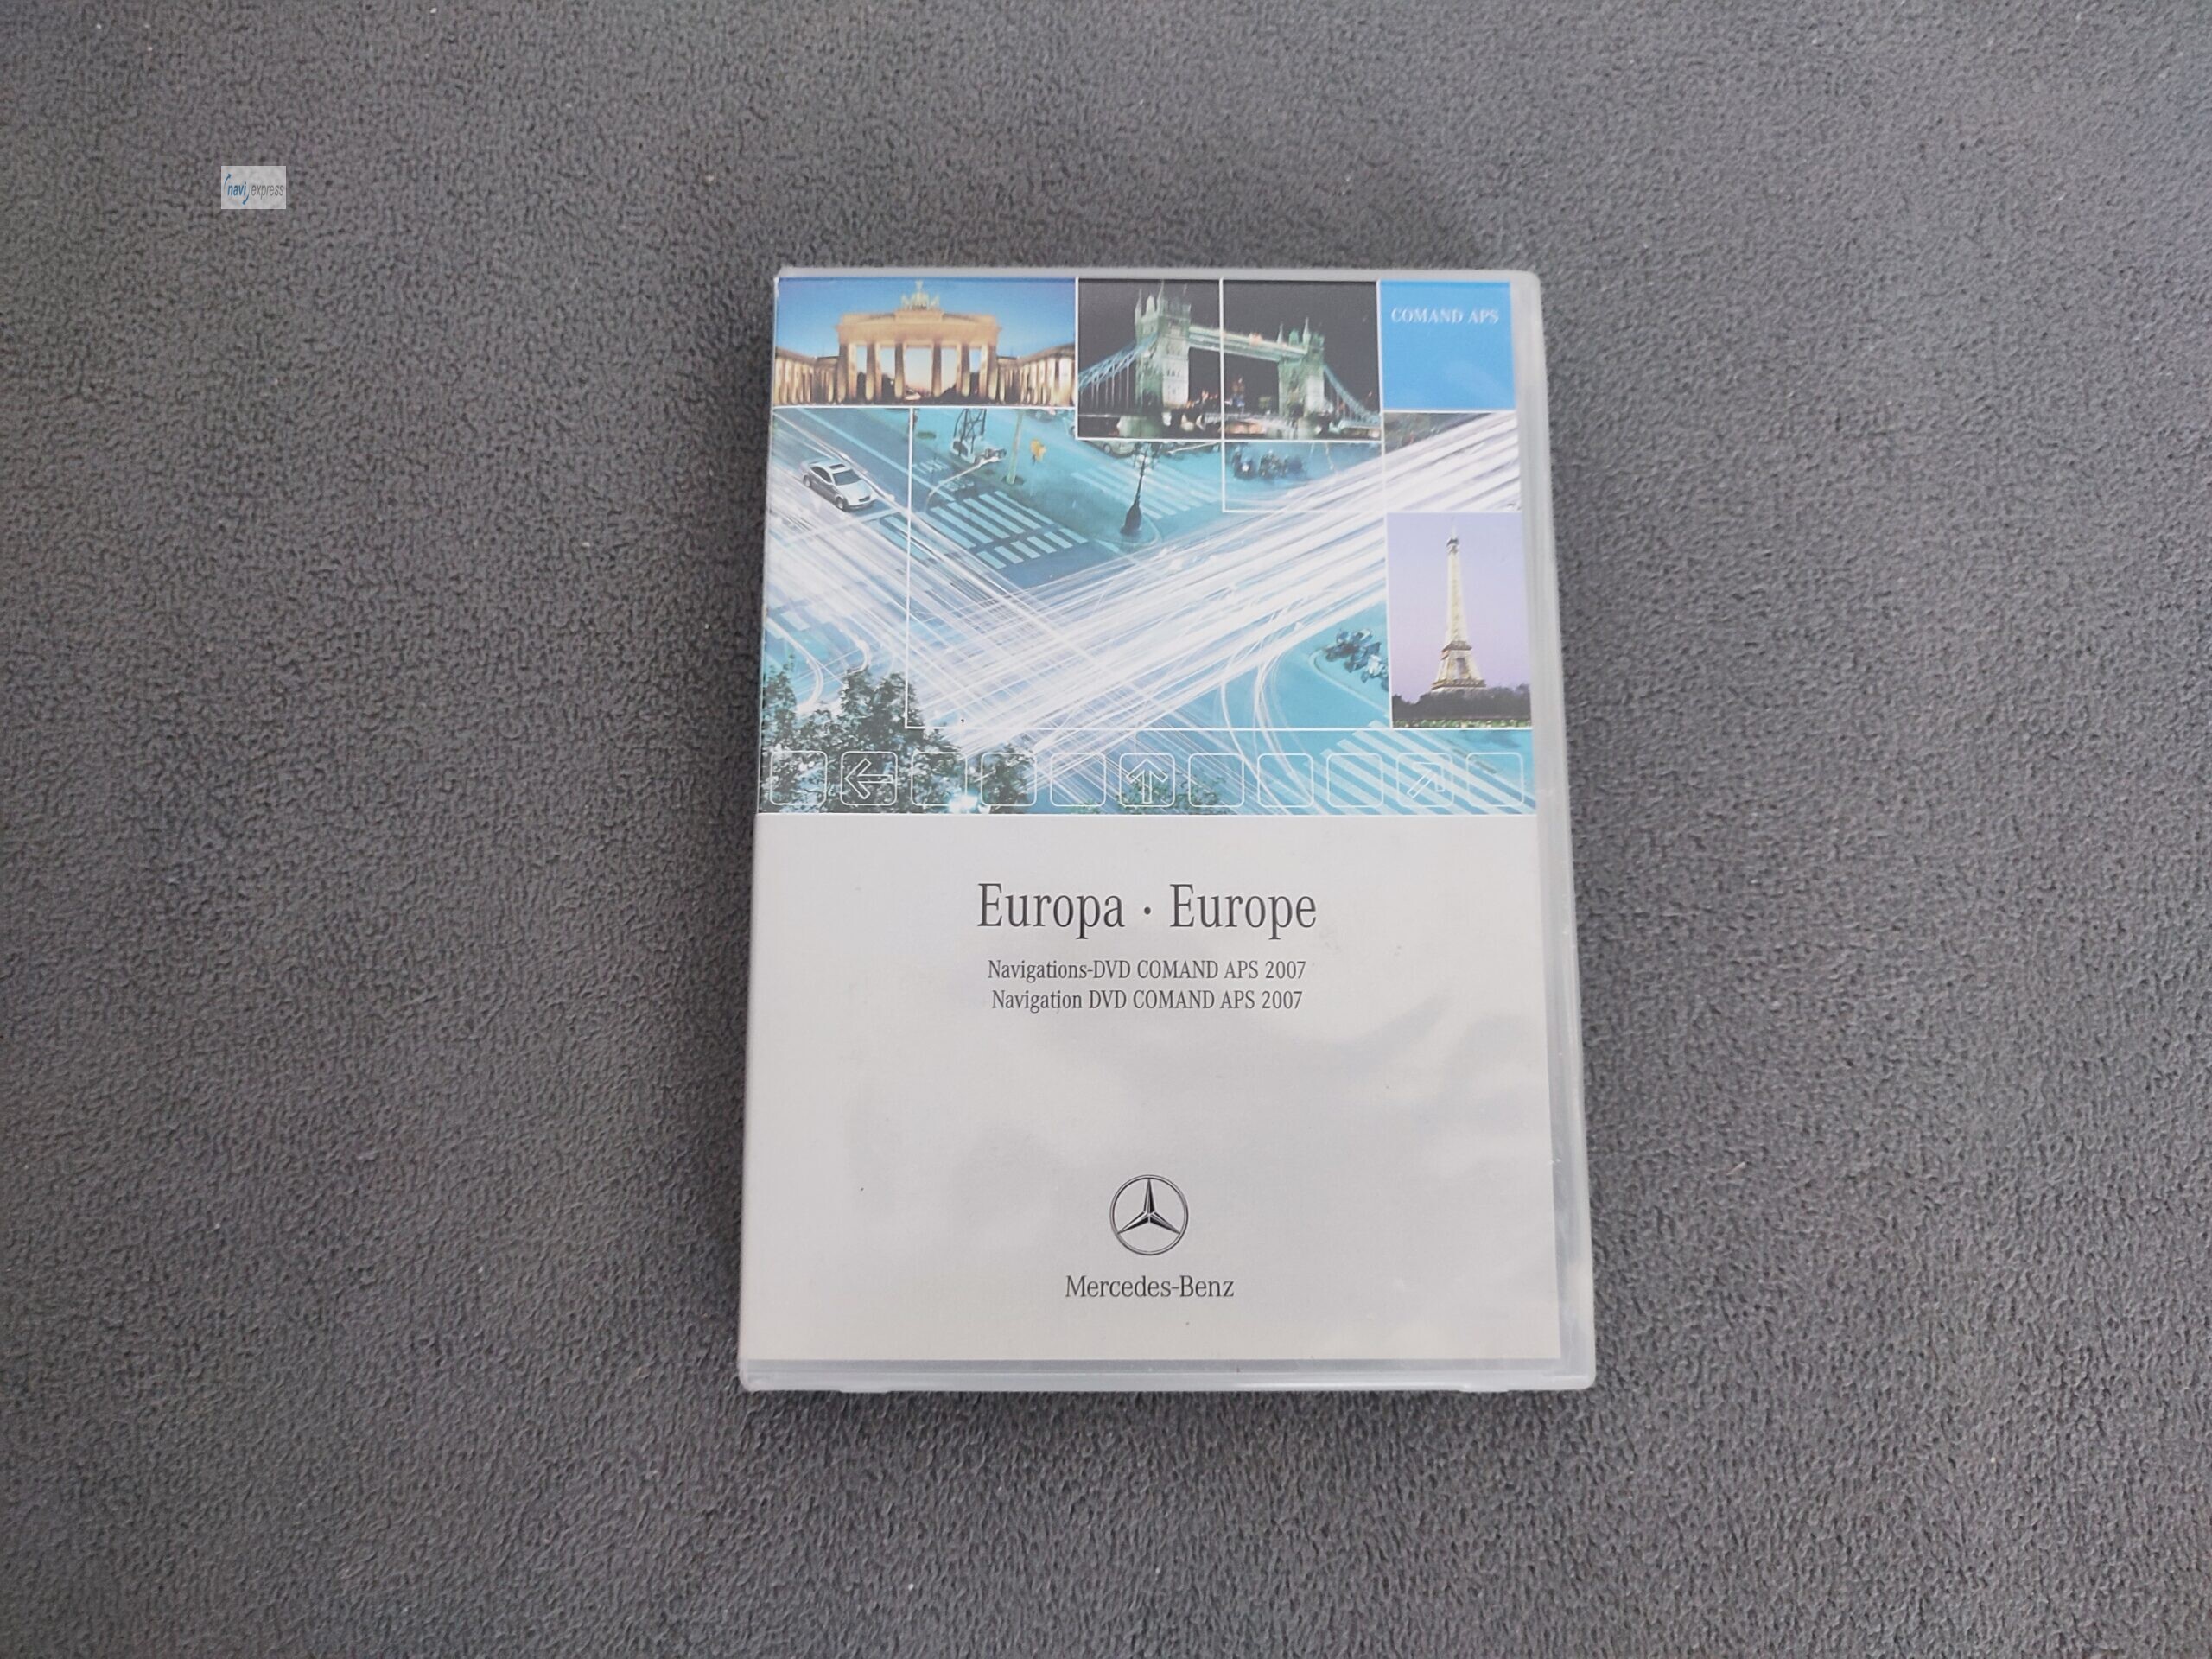 navi express
COMAND APS
Europa · Europe
Navigations-DVD COMAND APS 2007
Navigation DVD COMAND APS 2007
Mercedes-Benz